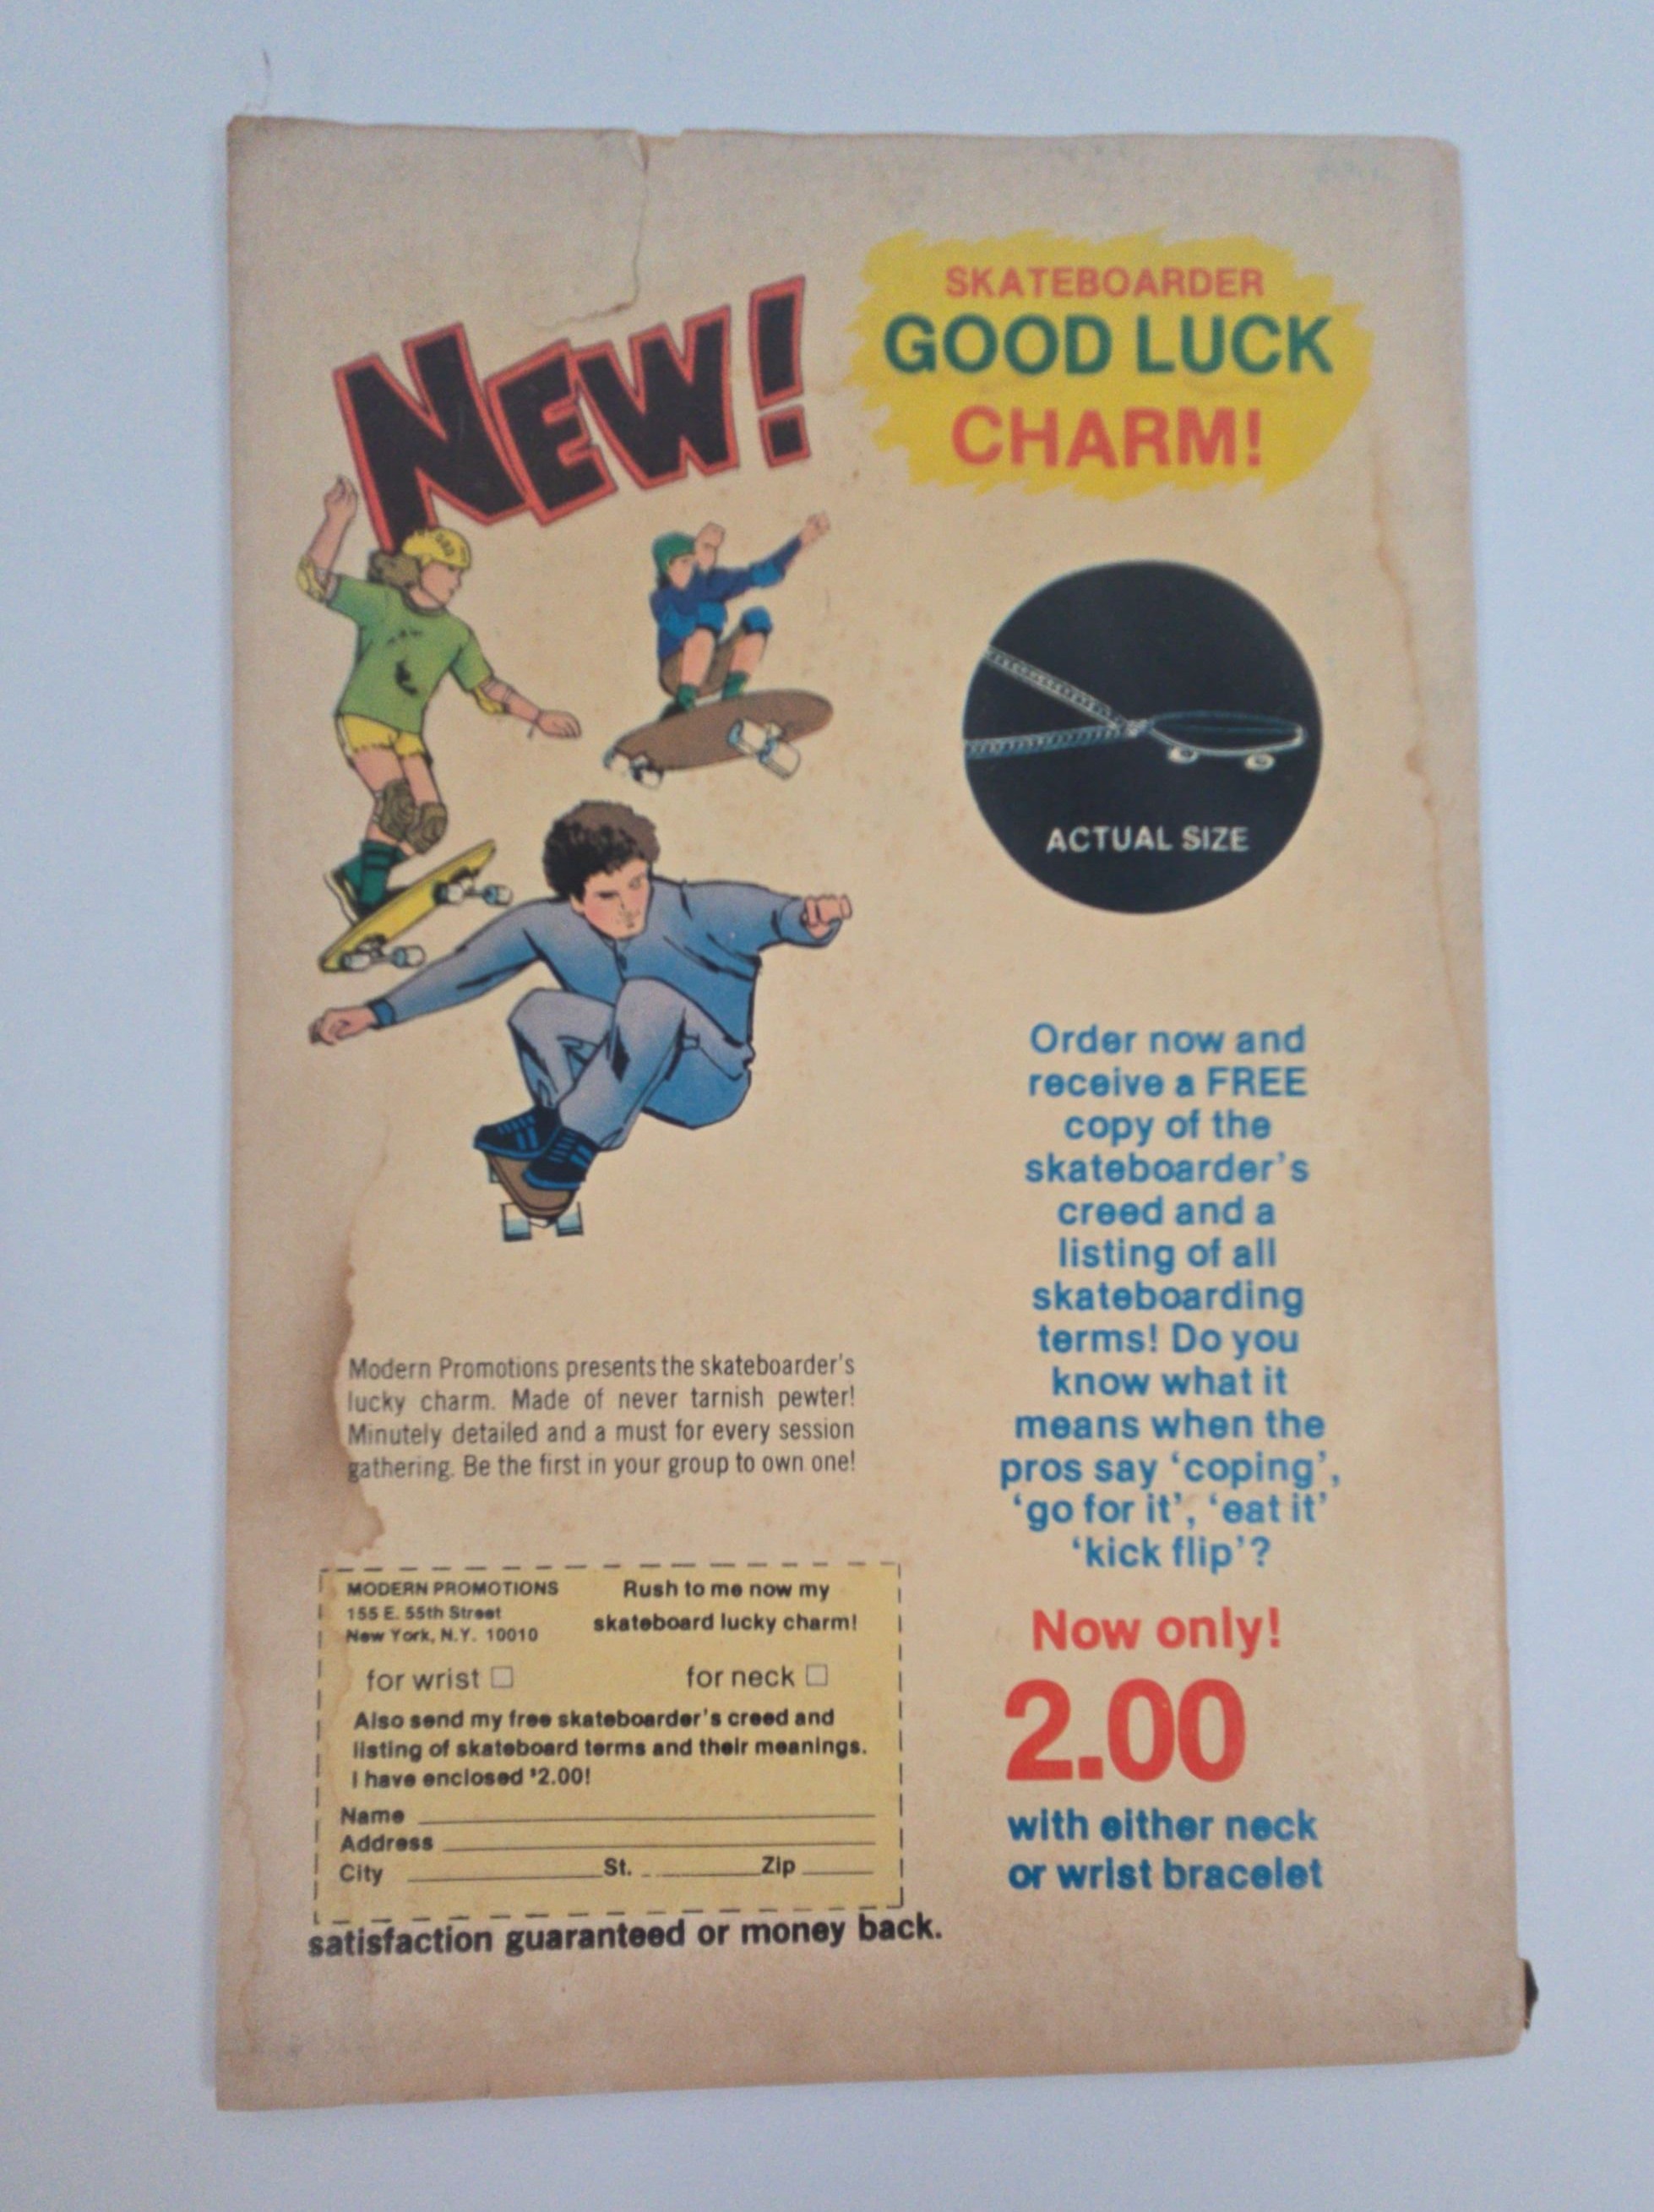 NEW!
SKATEBOARDER
GOOD LUCK
CHARM!
ACTUAL SIZE
Order now and
receive a FREE
copy of the
skateboarder's
creed and a
listing of all
skateboarding
terms! Do you
know what it
means when the
pros say 'coping',
'go for it', 'eat it'
'kick flip'?
Now only!
2.00
with either neck
or wrist bracelet
Modern Promotions presents the skateboarder's
lucky charm. Made of never tarnish pewter!
Minutely detailed and a must for every session
gathering. Be the first in your group to own one!
MODERN PROMOTIONS
155 E. 55th Street
New York, N.Y. 10010
Rush to me now my
skateboard lucky charm!
for wrist □ for neck □
Also send my free skateboarder's creed and
listing of skateboard terms and their meanings.
I have enclosed $2.00!
Name
Address
City St. Zip
satisfaction guaranteed or money back.